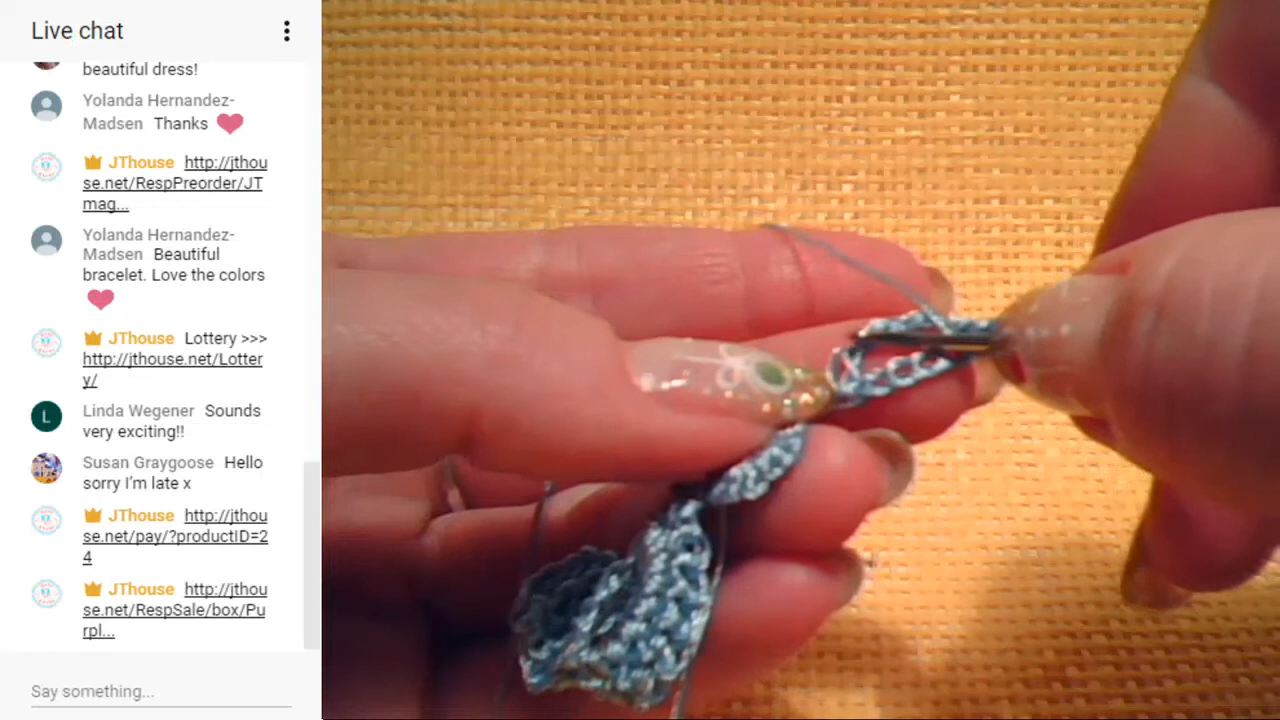 Live chat
beautiful dress!
Yolanda Hernandez-
Madsen Thanks
JThouse http://jthou
se.net/RespPreorder/JT
mag...
Yolanda Hernandez-
Madsen Beautiful
bracelet. Love the colors
JThouse Lottery >>>
http://jthouse.net/Lotter
y/
L Linda Wegener Sounds
very exciting!!
Susan Graygoose Hello
sorry I'm late x
JThouse http://jthou
se.net/pay/?productID=2
4
JThouse http://jthou
se.net/RespSale/box/Pu
rpl...
Say something...